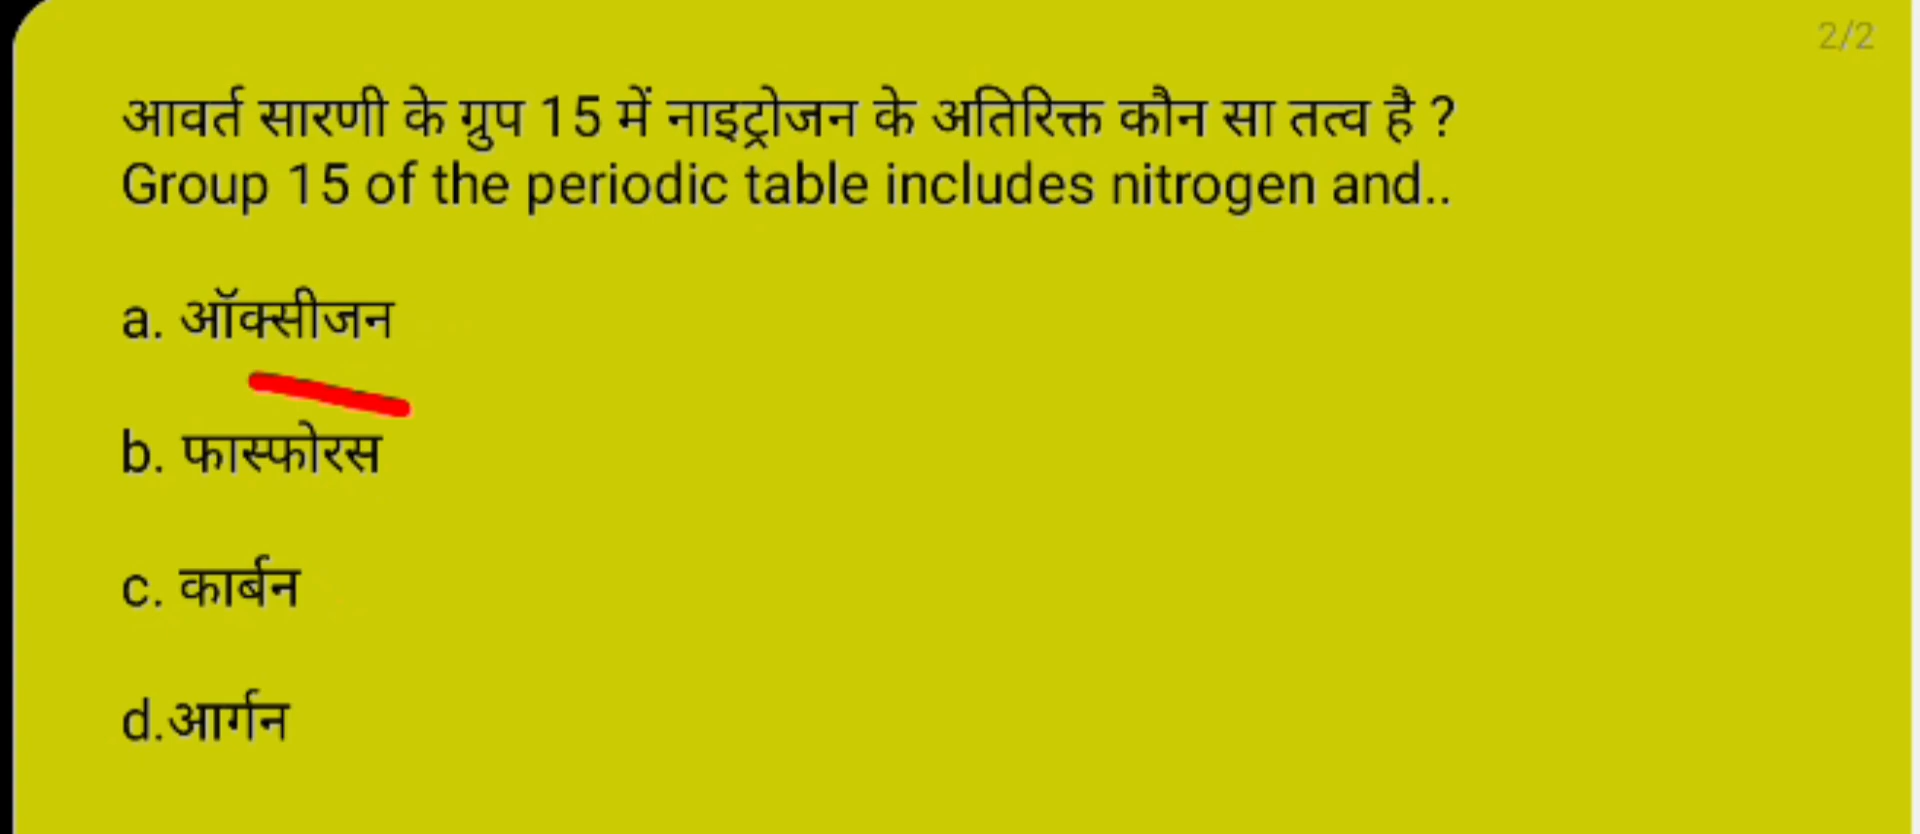 2/2
आवर्त सारणी के ग्रुप 15 में नाइट्रोजन के अतिरिक्त कौन सा तत्व है ?
Group 15 of the periodic table includes nitrogen and..
a. ऑक्सीजन
b. फास्फोरस
c. कार्बन
d.आर्गन